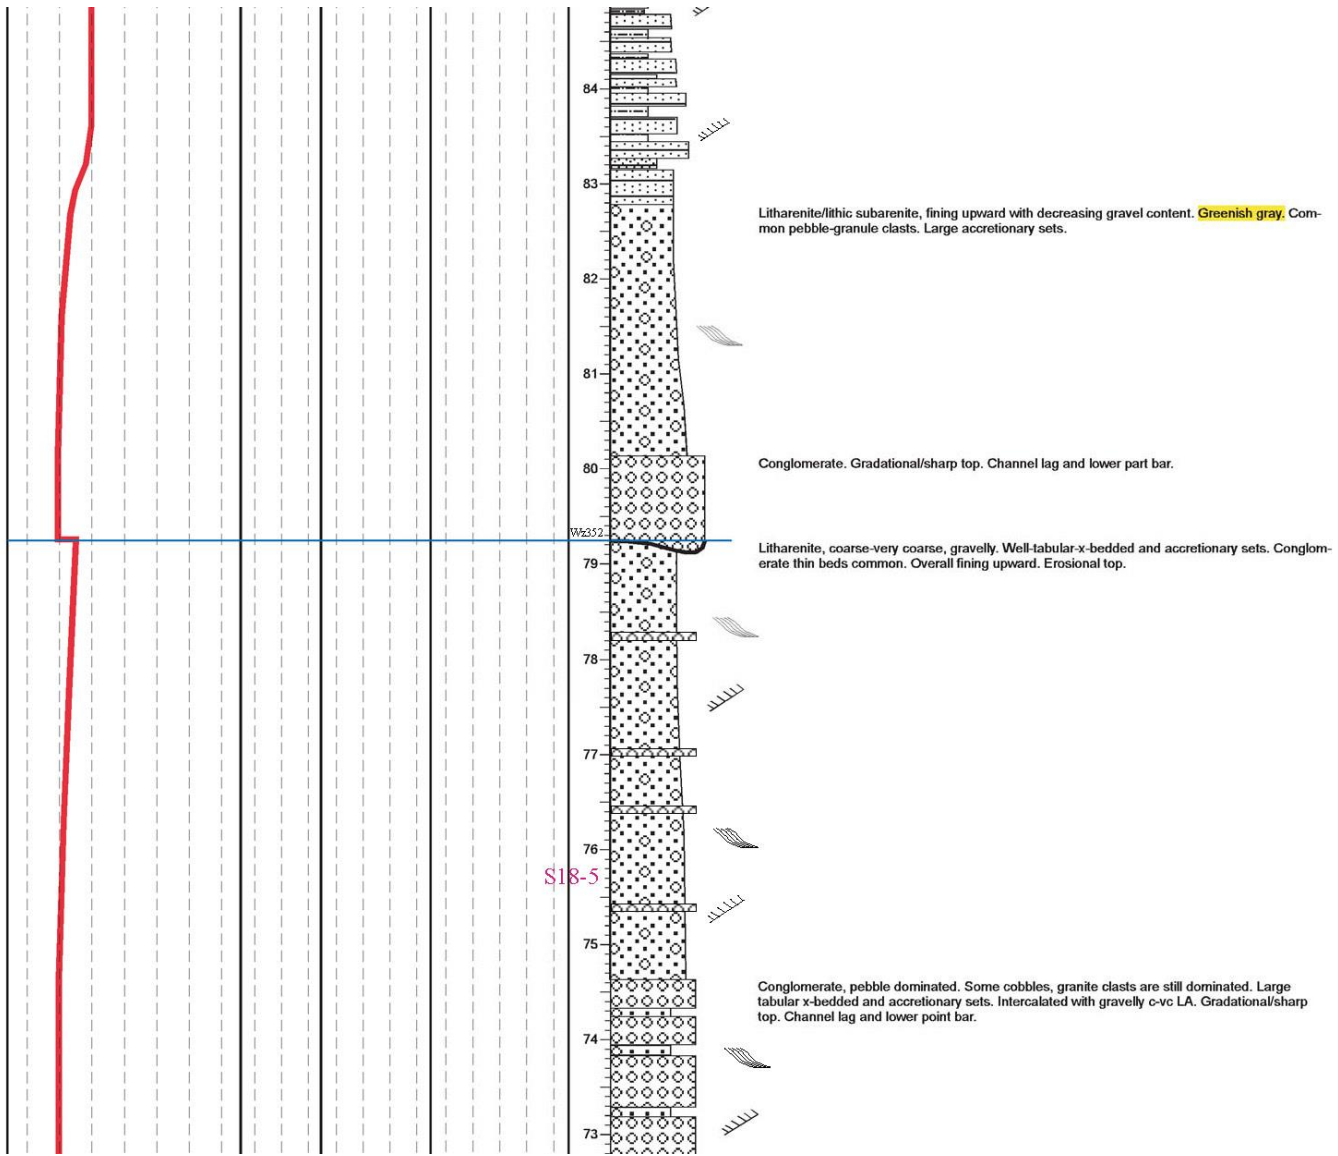 84
83
Litharenite/lithic subarenite, fining upward with decreasing gravel content. Greenish gray. Com-
mon pebble-granule clasts. Large accretionary sets.
82
81
80
Conglomerate. Gradational/sharp top. Channel lag and lower part bar.
Wz352
Litharenite, coarse-very coarse, gravelly. Well-tabular-x-bedded and accretionary sets. Conglom-
erate thin beds common. Overall fining upward. Erosional top.
79
78
77
76
S18-5
75
Conglomerate, pebble dominated. Some cobbles, granite clasts are still dominated. Large
tabular x-bedded and accretionary sets. Intercalated with gravelly c-vc LA. Gradational/sharp
top. Channel lag and lower point bar.
74
73